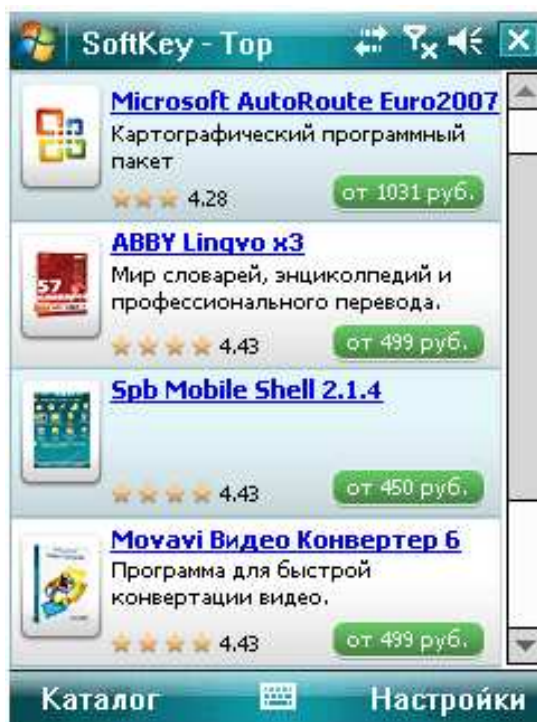 SoftKey - Top
Microsoft AutoRoute Euro2007
Картографический программный
пакет
4.28
от 1031 руб.
ABBY Lingvo x3
Мир словарей, энциколпедий и
профессионального перевода.
57
4.43
от 499 руб.
Spb Mobile Shell 2.1.4
4.43
от 450 руб.
Movavi Видео Конвертер 6
Программа для быстрой
конвертации видео.
4.43
от 499 руб.
Каталог
Настройки